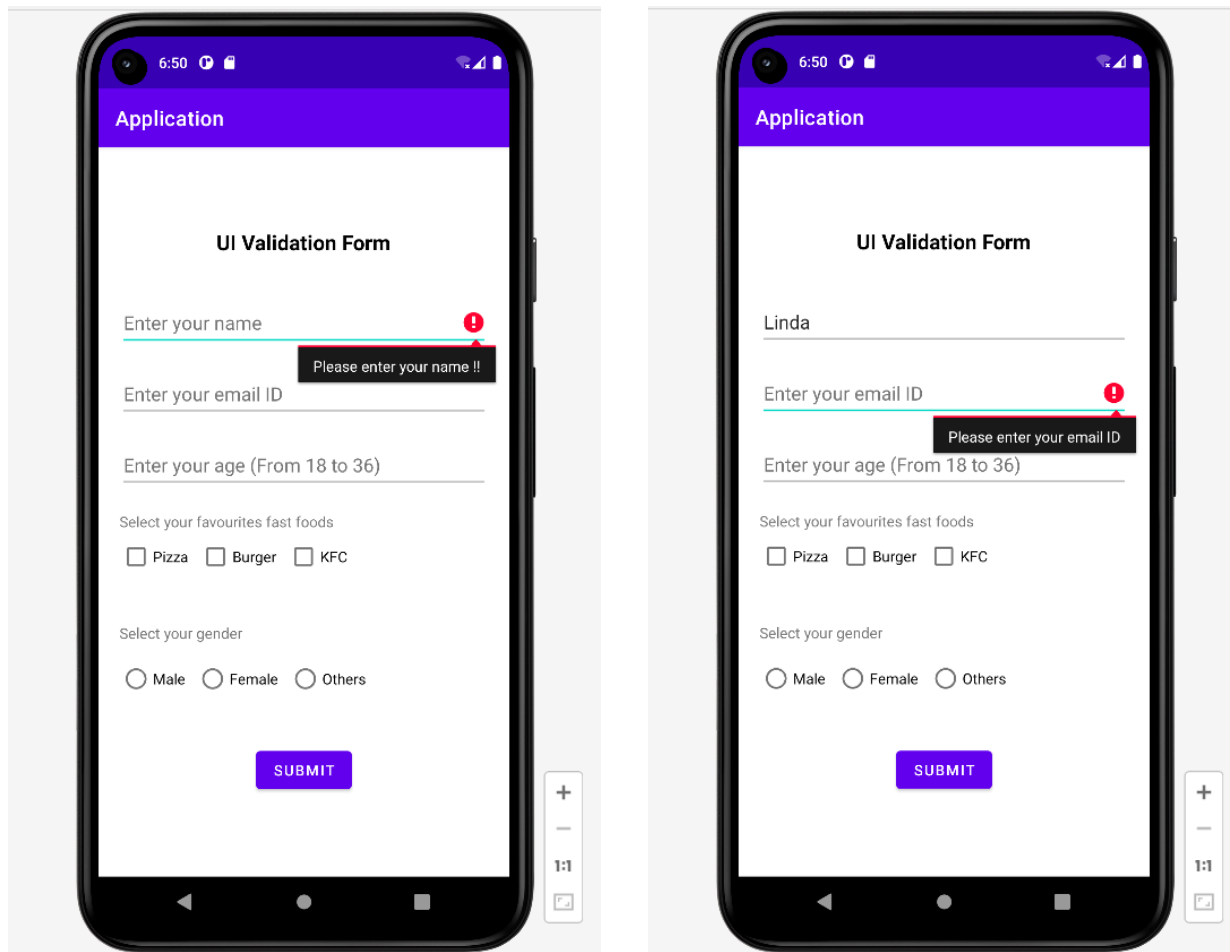 6:50
Application
UI Validation Form
Enter your name
Please enter your name !!
Enter your email ID
Enter your age (From 18 to 36)
Select your favourites fast foods
Pizza Burger KFC
Select your gender
Male Female Others
SUBMIT
+
−
1:1
6:50
Application
UI Validation Form
Linda
Enter your email ID
Please enter your email ID
Enter your age (From 18 to 36)
Select your favourites fast foods
Pizza Burger KFC
Select your gender
Male Female Others
SUBMIT
+
−
1:1